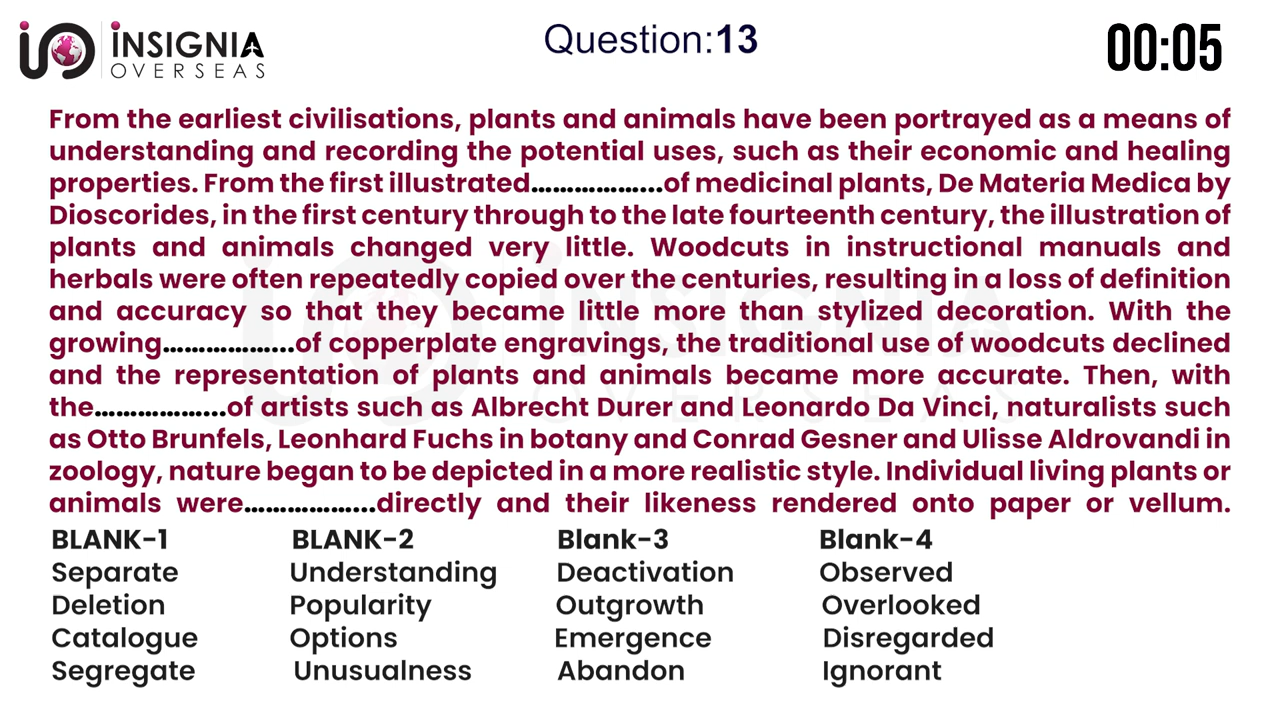 iNSIGNIA
OVERSEAS
Question:13
00:05
From the earliest civilisations, plants and animals have been portrayed as a means of
understanding and recording the potential uses, such as their economic and healing
properties. From the first illustrated....................of medicinal plants, De Materia Medica by
Dioscorides, in the first century through to the late fourteenth century, the illustration of
plants and animals changed very little. Woodcuts in instructional manuals and
herbals were often repeatedly copied over the centuries, resulting in a loss of definition
and accuracy so that they became little more than stylized decoration. With the
growing....................of copperplate engravings, the traditional use of woodcuts declined
and the representation of plants and animals became more accurate. Then, with
the....................of artists such as Albrecht Durer and Leonardo Da Vinci, naturalists such
as Otto Brunfels, Leonhard Fuchs in botany and Conrad Gesner and Ulisse Aldrovandi in
zoology, nature began to be depicted in a more realistic style. Individual living plants or
animals were....................directly and their likeness rendered onto paper or vellum.
BLANK-1 BLANK-2 Blank-3 Blank-4
Separate Understanding Deactivation Observed
Deletion Popularity Outgrowth Overlooked
Catalogue Options Emergence Disregarded
Segregate Unusualness Abandon Ignorant